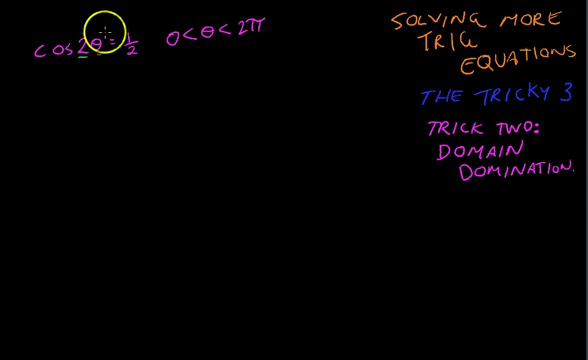 cos 2θ = 1/2   0 < θ < 2π
SOLVING MORE
TRIG
EQUATIONS
THE TRICKY 3
TRICK TWO:
DOMAIN
DOMINATION.